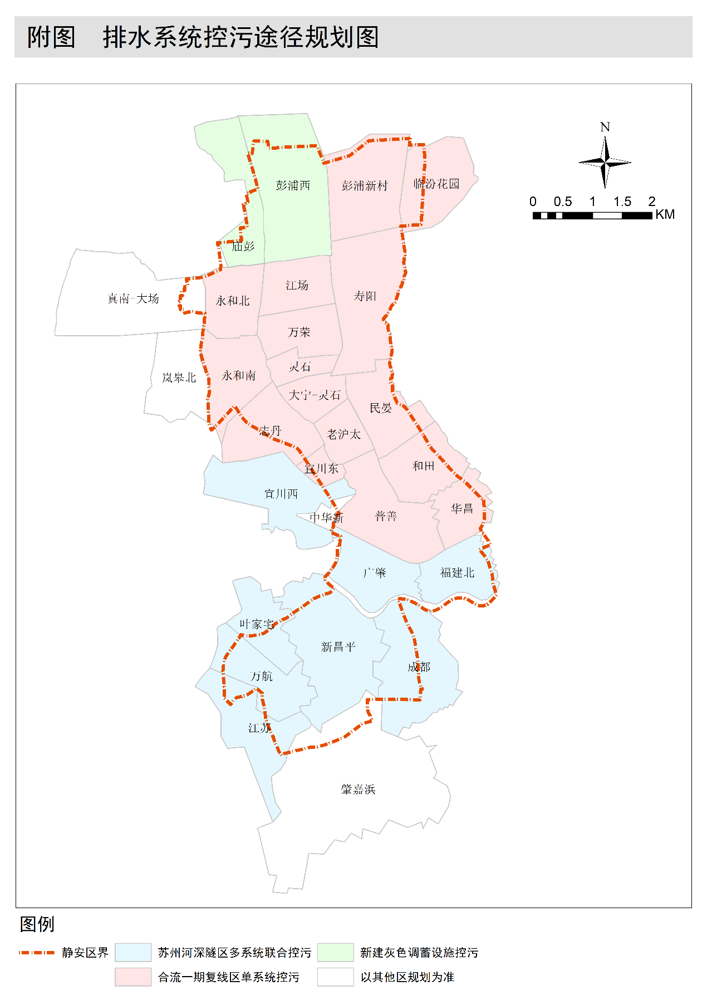 附图 排水系统控污途径规划图
N
0 0.5 1 1.5 2
KM
彭浦西
彭浦新村
临汾花园
庙彭
真南-大场
永和北
江场
寿阳
万荣
灵石
岚皋北
永和南
大宁-灵石
民晏
志丹
老沪太
宜川东
和田
宜川西
中华新
普善
华昌
广肇
福建北
叶家宅
新昌平
成都
万航
江苏
肇嘉浜
图例
静安区界
苏州河深隧区多系统联合控污
新建灰色调蓄设施控污
合流一期复线区单系统控污
以其他区规划为准